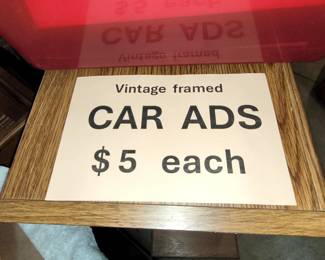 Vintage framed
CAR ADS
$5 each